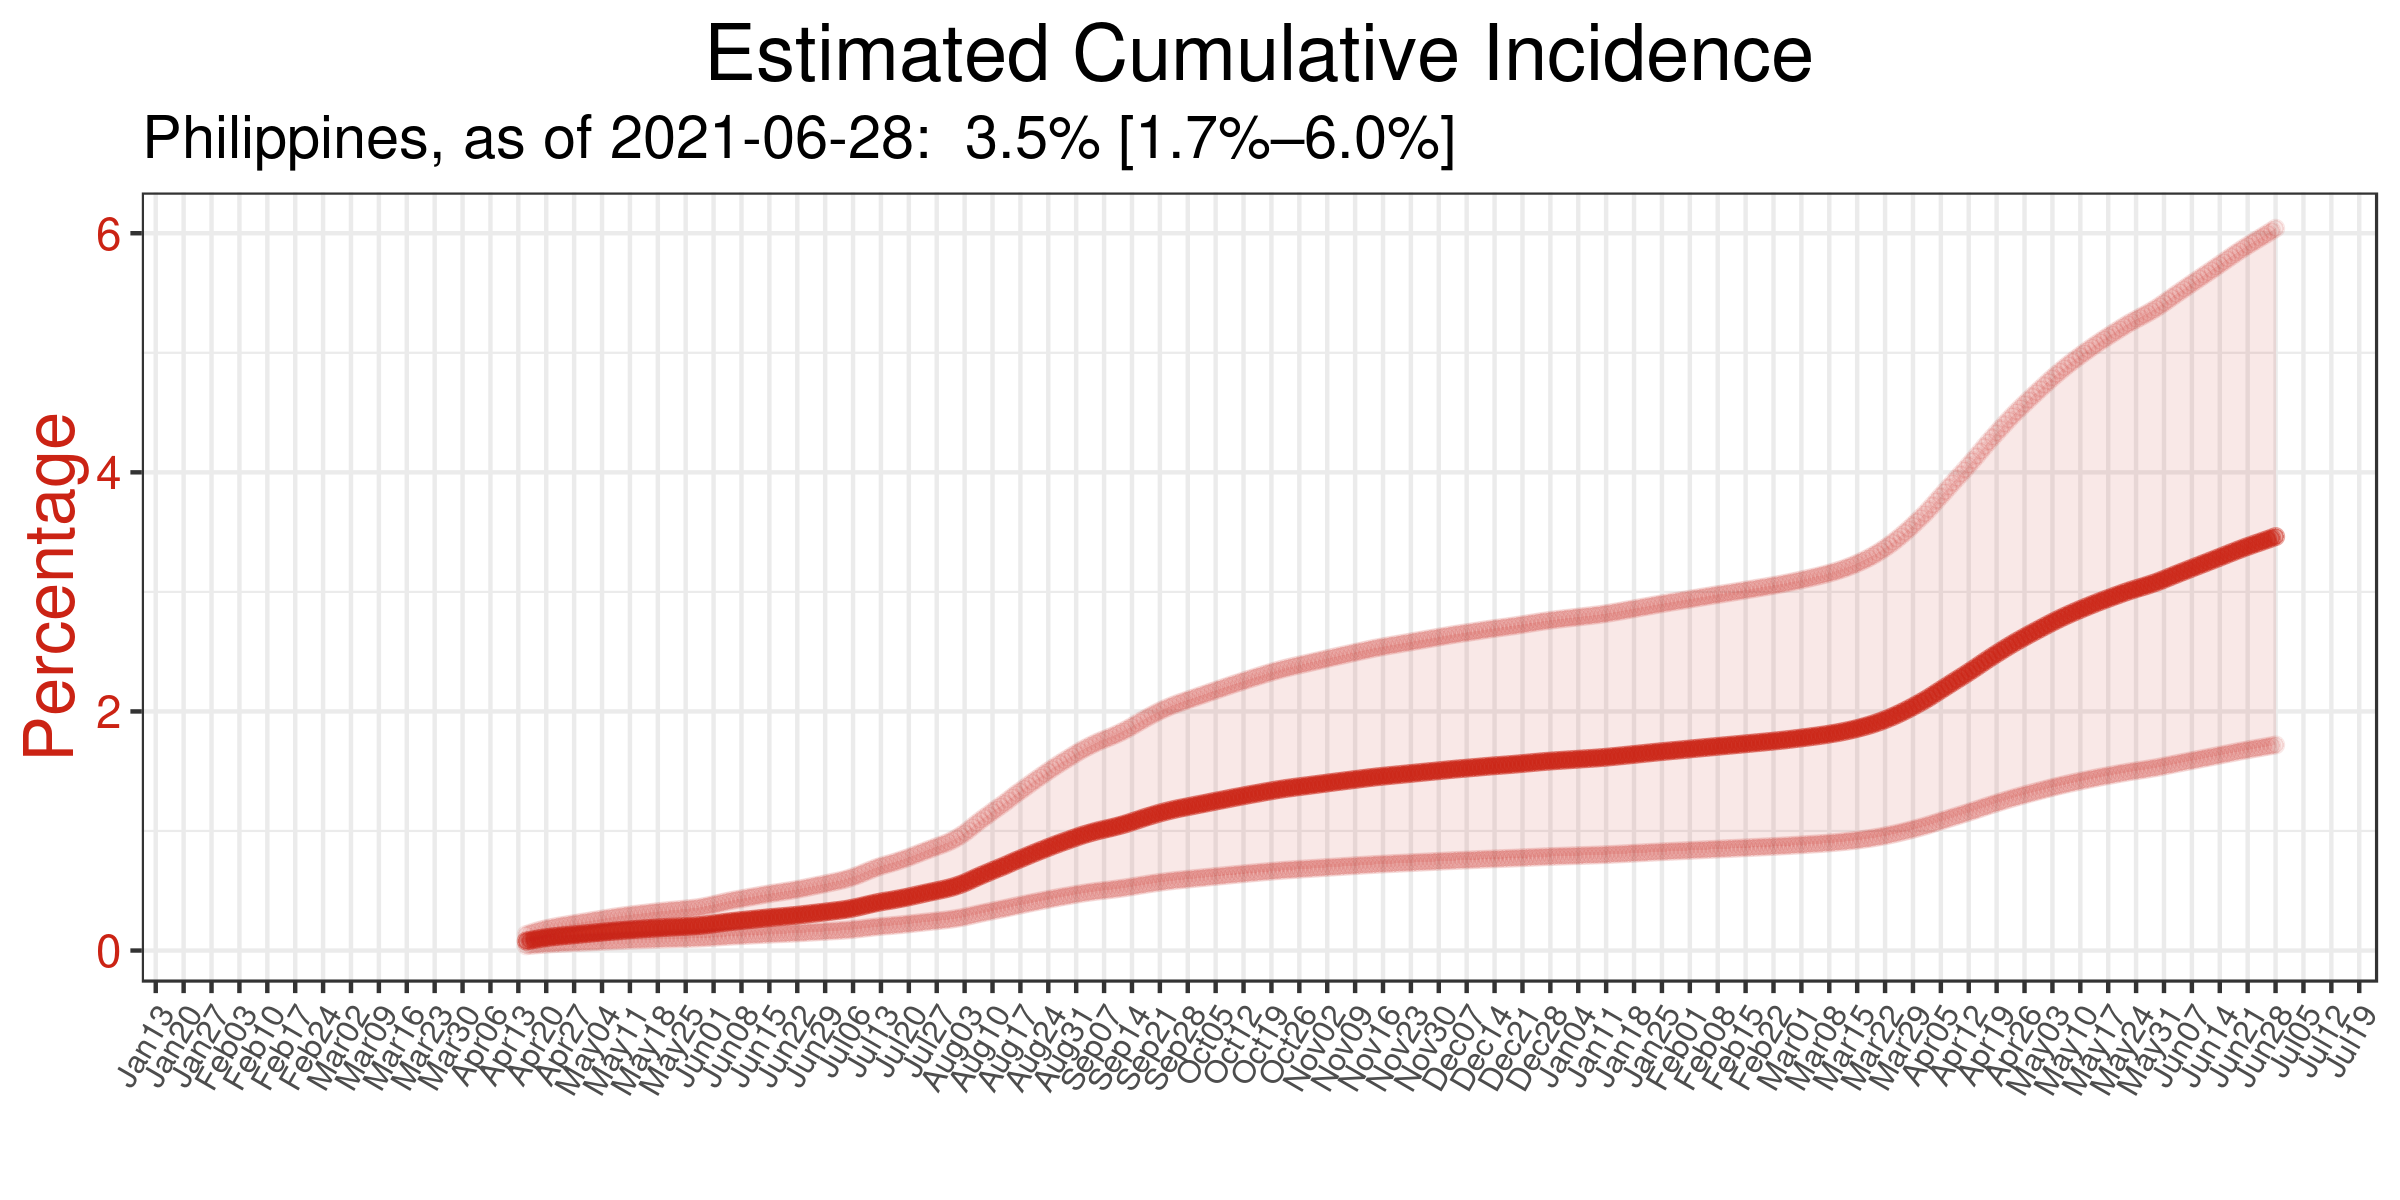 Estimated Cumulative Incidence
Philippines, as of 2021-06-28:  3.5% [1.7%–6.0%]
Percentage
6
4
2
0
Jan13
Jan20
Jan27
Feb03
Feb10
Feb17
Feb24
Mar02
Mar09
Mar16
Mar23
Mar30
Apr06
Apr13
Apr20
Apr27
May04
May11
May18
May25
Jun01
Jun08
Jun15
Jun22
Jun29
Jul06
Jul13
Jul20
Jul27
Aug03
Aug10
Aug17
Aug24
Aug31
Sep07
Sep14
Sep21
Sep28
Oct05
Oct12
Oct19
Oct26
Nov02
Nov09
Nov16
Nov23
Nov30
Dec07
Dec14
Dec21
Dec28
Jan04
Jan11
Jan18
Jan25
Feb01
Feb08
Feb15
Feb22
Mar01
Mar08
Mar15
Mar22
Mar29
Apr05
Apr12
Apr19
Apr26
May03
May10
May17
May24
May31
Jun07
Jun14
Jun21
Jun28
Jul05
Jul12
Jul19